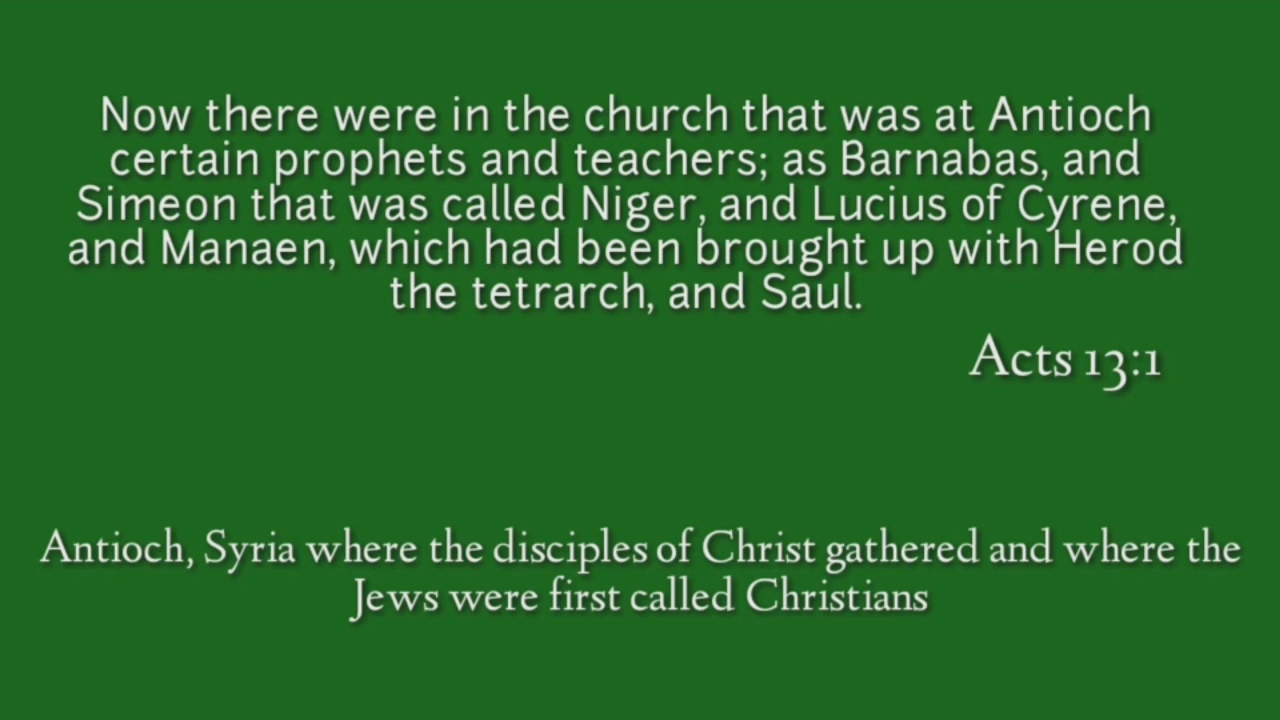 Now there were in the church that was at Antioch
certain prophets and teachers; as Barnabas, and
Simeon that was called Niger, and Lucius of Cyrene,
and Manaen, which had been brought up with Herod
the tetrarch, and Saul.
Acts 13:1
Antioch, Syria where the disciples of Christ gathered and where the
Jews were first called Christians